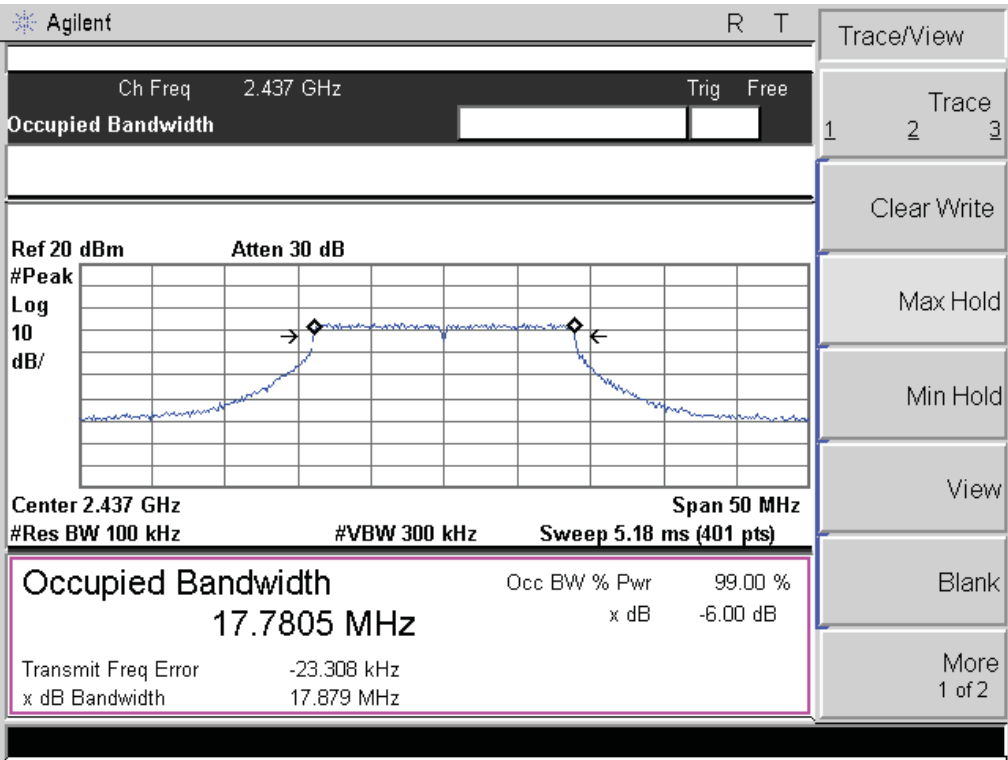 Agilent R T
Ch Freq 2.437 GHz Trig Free
Occupied Bandwidth
Ref 20 dBm Atten 30 dB
#Peak
Log
10
dB/
Center 2.437 GHz Span 50 MHz
#Res BW 100 kHz #VBW 300 kHz Sweep 5.18 ms (401 pts)
Occupied Bandwidth Occ BW % Pwr 99.00 %
17.7805 MHz x dB -6.00 dB
Transmit Freq Error -23.308 kHz
x dB Bandwidth 17.879 MHz
Trace/View
Trace
1 2 3
Clear Write
Max Hold
Min Hold
View
Blank
More
1 of 2